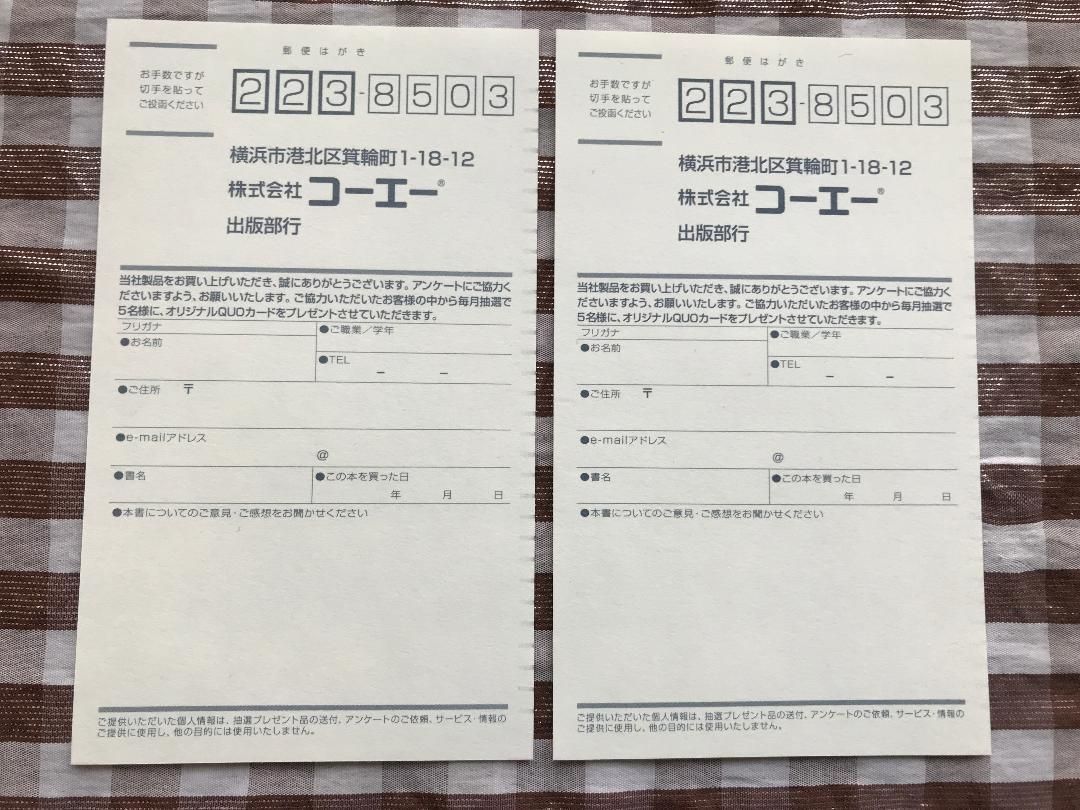 郵便はがき
お手数ですが
切手を貼って
ご投函ください
223-8503
横浜市港北区箕輪町1-18-12
株式会社コーエー®
出版部行
当社製品をお買い上げいただき、誠にありがとうございます。アンケートにご協力く
ださいますよう、お願いいたします。ご協力いただいたお客様の中から毎月抽選で
5名様に、オリジナルQUOカードをプレゼントさせていただきます。
フリガナ
●お名前
●ご職業／学年
●TEL
－ －
●ご住所 〒
●e-mailアドレス
@
●書名
●この本を買った日
年 月 日
●本書についてのご意見・ご感想をお聞かせください
ご提供いただいた個人情報は、抽選プレゼント品の送付、アンケートのご依頼、サービス・情報の
ご提供に使用し、他の目的には使用いたしません。
郵便はがき
お手数ですが
切手を貼って
ご投函ください
223-8503
横浜市港北区箕輪町1-18-12
株式会社コーエー®
出版部行
当社製品をお買い上げいただき、誠にありがとうございます。アンケートにご協力く
ださいますよう、お願いいたします。ご協力いただいたお客様の中から毎月抽選で
5名様に、オリジナルQUOカードをプレゼントさせていただきます。
フリガナ
●お名前
●ご職業／学年
●TEL
－ －
●ご住所 〒
●e-mailアドレス
@
●書名
●この本を買った日
年 月 日
●本書についてのご意見・ご感想をお聞かせください
ご提供いただいた個人情報は、抽選プレゼント品の送付、アンケートのご依頼、サービス・情報の
ご提供に使用し、他の目的には使用いたしません。